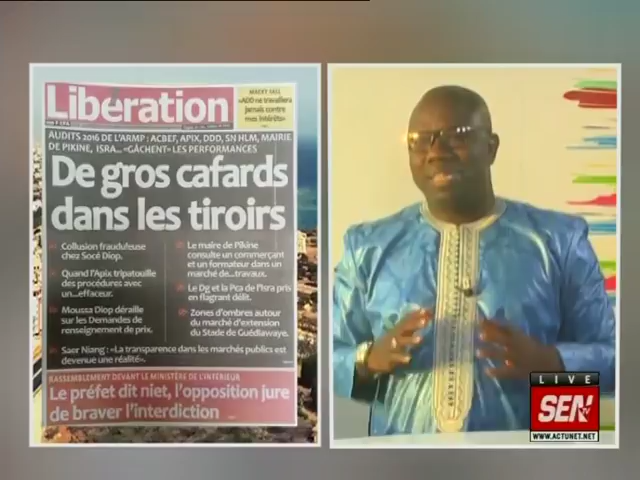 Libération
MACKY SALL
«ADD ne travaillera
jamais contre
mes intérêts»
AUDITS 2016 DE L'ARMP : ACBEF, APIX, DDD, SN HLM, MAIRIE
DE PIKINE, ISRA... «GÂCHENT» LES PERFORMANCES
De gros cafards
dans les tiroirs
Collusion frauduleuse
chez Socé Diop.
Quand l'Apix tripatouille
des procédures avec
un...effaceur.
Moussa Diop déraille
sur les Demandes de
renseignement de prix.
Le maire de Pikine
consulte un commerçant
et un formateur dans un
marché de...travaux.
Le Dg et la Pca de l'Isra pris
en flagrant délit.
Zones d'ombres autour
du marché d'extension
du Stade de Guédiawaye.
Saer Niang : «La transparence dans les marchés publics est
devenue une réalité».
RASSEMBLEMENT DEVANT LE MINISTÈRE DE L'INTÉRIEUR
Le préfet dit niet, l'opposition jure
de braver l'interdiction
LIVE
SEN TV
WWW.ACTUNET.NET